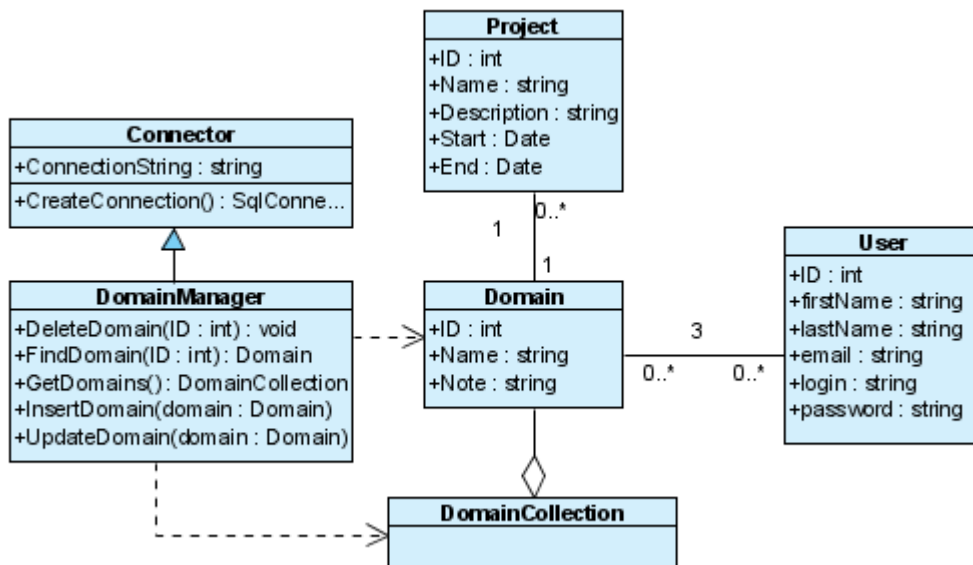 Project
+ID : int
+Name : string
+Description : string
+Start : Date
+End : Date
Connector
+ConnectionString : string
+CreateConnection() : SqlConne...
1
0..*
1
DomainManager
+DeleteDomain(ID : int) : void
+FindDomain(ID : int) : Domain
+GetDomains() : DomainCollection
+InsertDomain(domain : Domain)
+UpdateDomain(domain : Domain)
Domain
+ID : int
+Name : string
+Note : string
3
0..*
0..*
User
+ID : int
+firstName : string
+lastName : string
+email : string
+login : string
+password : string
DomainCollection